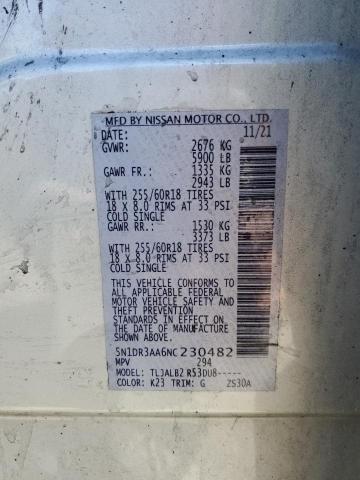 MFD BY NISSAN MOTOR CO., LTD.
DATE: 11/21
GVWR: 2676 KG
5900 LB
GAWR FR.: 1335 KG
2943 LB
WITH 255/60R18 TIRES
18 X 8.0 RIMS AT 33 PSI
COLD SINGLE
GAWR RR.: 1530 KG
3373 LB
WITH 255/60R18 TIRES
18 X 8.0 RIMS AT 33 PSI
COLD SINGLE
THIS VEHICLE CONFORMS TO
ALL APPLICABLE FEDERAL
MOTOR VEHICLE SAFETY
AND THEFT PREVENTION
STANDARDS IN EFFECT ON
THE DATE OF MANUFACTURE
SHOWN ABOVE.
5N1DR3AA6NC230482
MPV 294
MODEL: TLJALB2 R53DU8-----
COLOR: K23 TRIM: G ZS30A